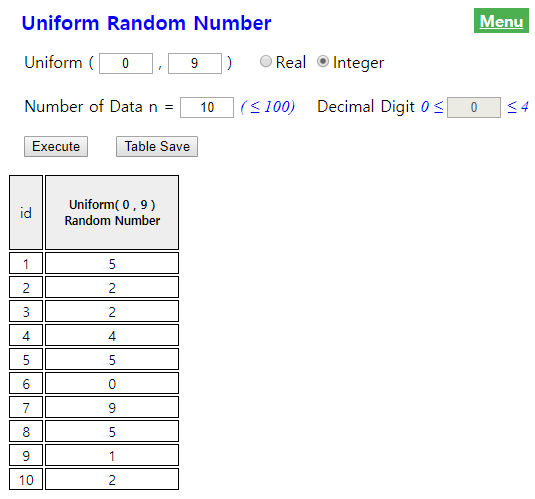 Uniform Random Number Menu
Uniform ( 0 , 9 ) Real Integer
Number of Data n = 10 ( ≤ 100) Decimal Digit 0 ≤ 0 ≤ 4
Execute Table Save
id Uniform( 0 , 9 )
Random Number
1 5
2 2
3 2
4 4
5 5
6 0
7 9
8 5
9 1
10 2